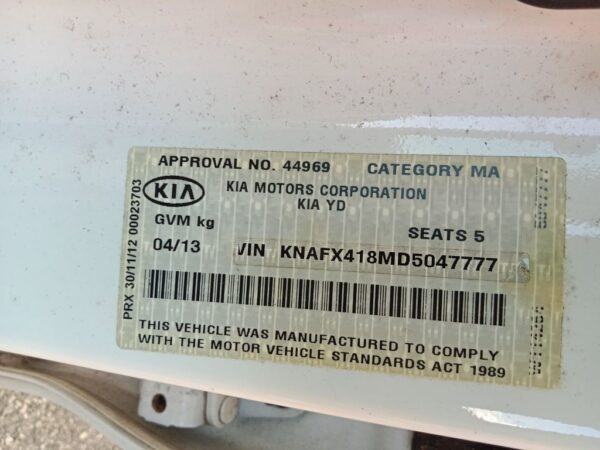 APPROVAL NO. 44969 CATEGORY MA
KIA
KIA MOTORS CORPORATION
KIA YD
GVM kg
SEATS 5
04/13 VIN KNAFX418MD5047777
THIS VEHICLE WAS MANUFACTURED TO COMPLY
WITH THE MOTOR VEHICLE STANDARDS ACT 1989
PRX 30/11/12 00023703